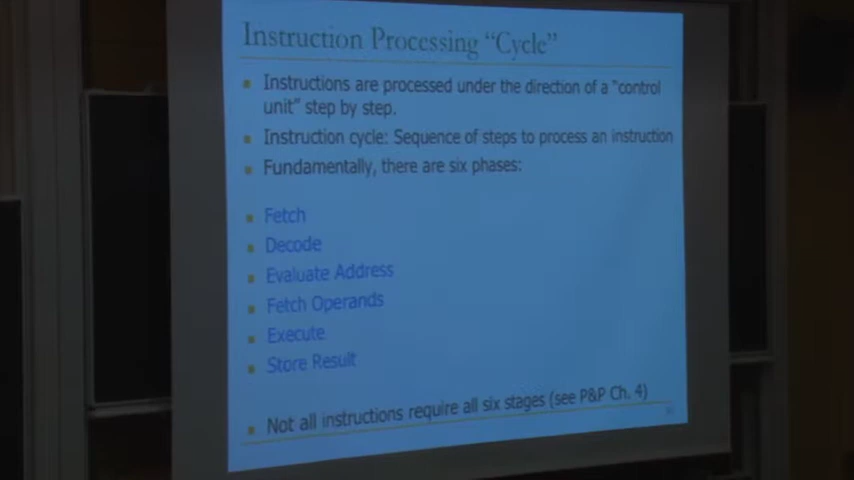 Instruction Processing “Cycle”
Instructions are processed under the direction of a “control
unit” step by step.
Instruction cycle: Sequence of steps to process an instruction
Fundamentally, there are six phases:
Fetch
Decode
Evaluate Address
Fetch Operands
Execute
Store Result
Not all instructions require all six stages (see P&P Ch. 4)